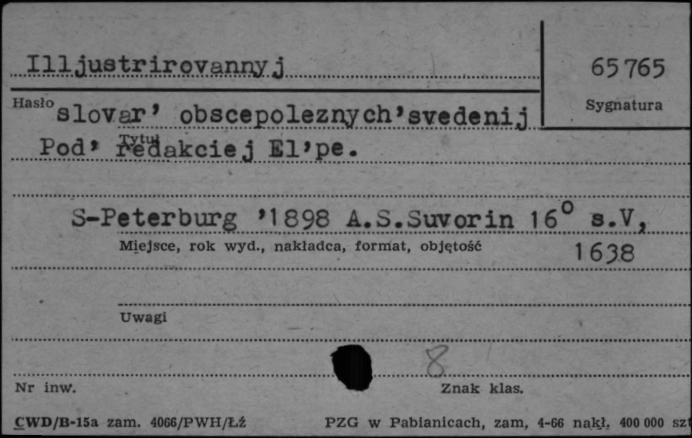 Illjustrirovannyj
65765
Hasło
Sygnatura
slovar' obscepoleznych'svedenij
Tytuł
Pod' redakciej El'pe.
S-Peterburg '1898 A.S.Suvorin 16° s.V,
1638
Miejsce, rok wyd., nakładca, format, objętość
Uwagi
8
Nr inw.
Znak klas.
CWD/B-15a zam. 4066/PWH/Łź
PZG w Pabianicach, zam, 4-66 nakł. 400 000 szt